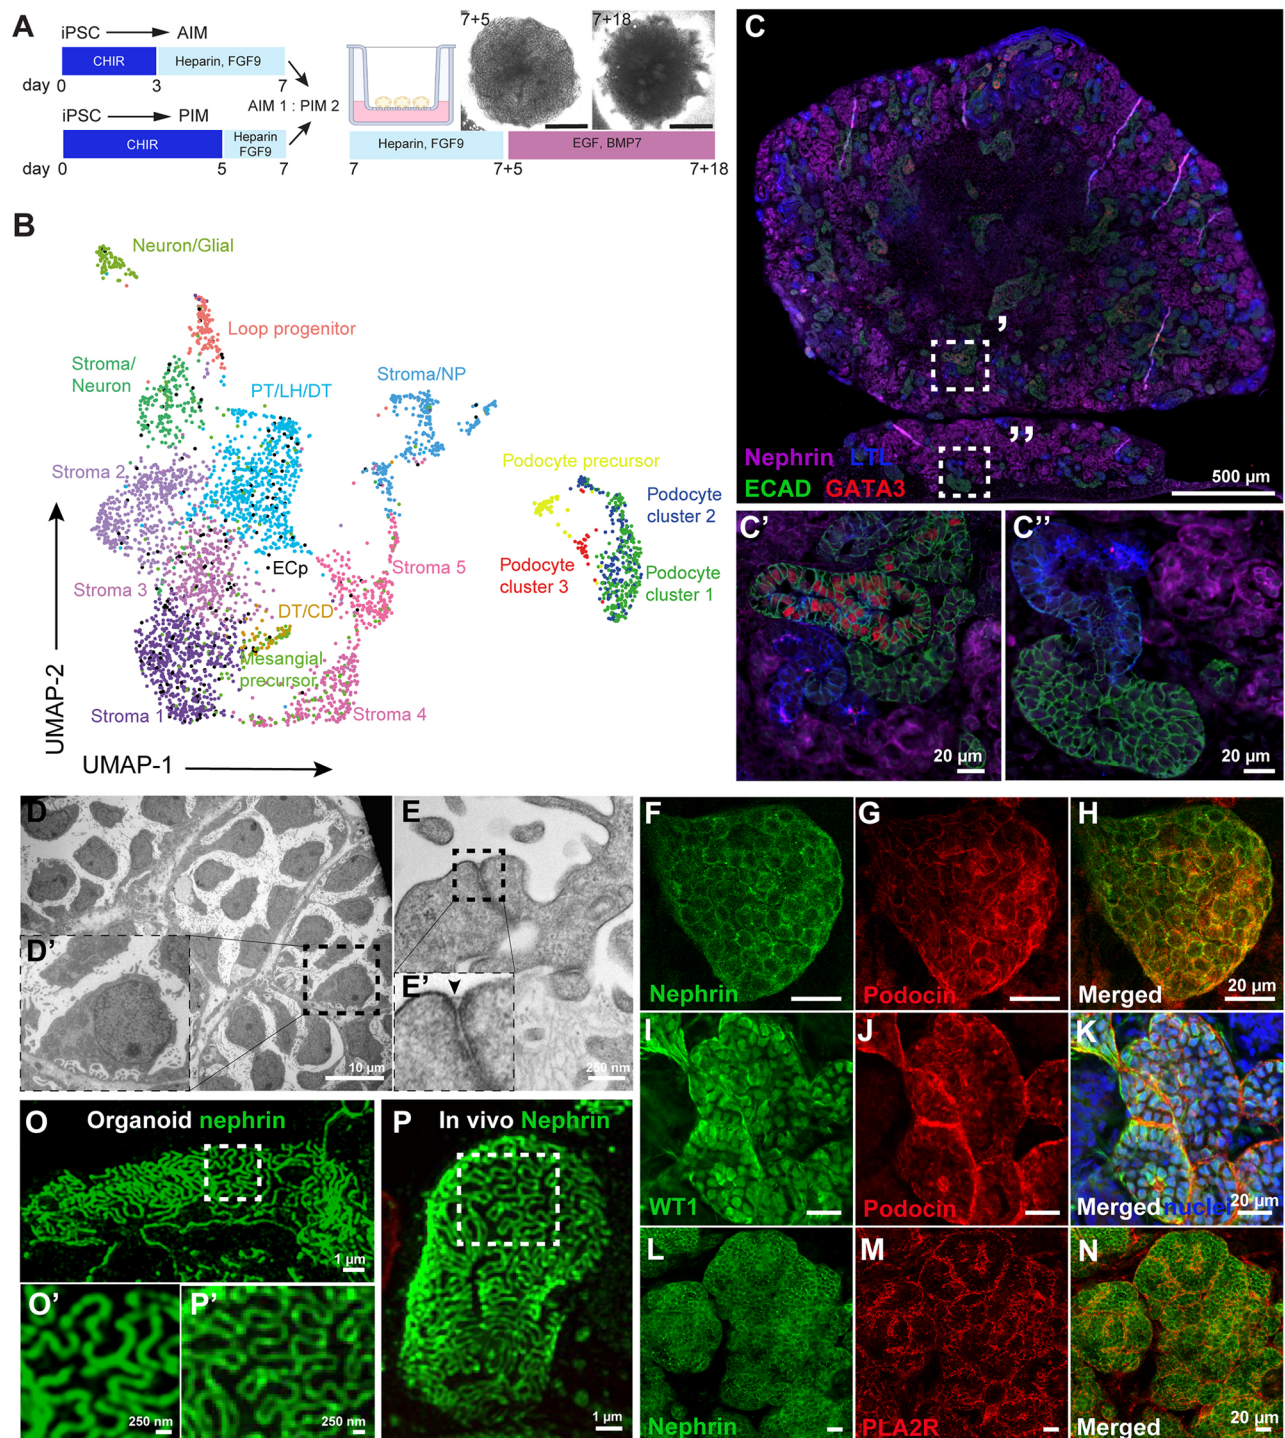 A
iPSC
AIM
CHIR
Heparin, FGF9
day
0
3
7
iPSC
PIM
CHIR
Heparin
FGF9
day
0
5
7
AIM 1 : PIM 2
7+5
7+18
Heparin, FGF9
EGF, BMP7
7
7+5
7+18
B
Neuron/Glial
Loop progenitor
Stroma/
Neuron
PT/LH/DT
Stroma/NP
Stroma 2
Podocyte precursor
Podocyte
cluster 2
Podocyte
cluster 3
Podocyte
cluster 1
ECp
Stroma 5
Stroma 3
DT/CD
Mesangial
precursor
Stroma 1
Stroma 4
UMAP-2
UMAP-1
C
’
’’
Nephrin LTL
ECAD GATA3
500 µm
C’
20 µm
C’’
20 µm
D
D’
10 µm
E
E’
250 nm
F
Nephrin
G
Podocin
H
Merged
20 µm
I
WT1
J
Podocin
K
Merged nuclei
20 µm
L
Nephrin
M
PLA2R
N
Merged
20 µm
O
Organoid nephrin
1 µm
O’
250 nm
P’
250 nm
P
In vivo Nephrin
1 µm